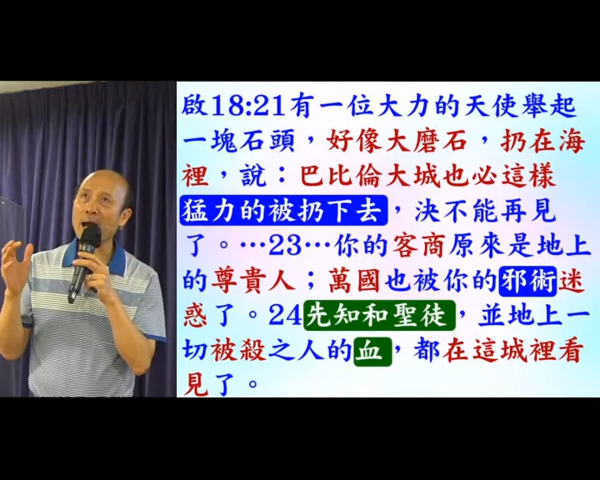 啟18:21有一位大力的天使舉起
一塊石頭，好像大磨石，扔在海
裡，說：巴比倫大城也必這樣
猛力的被扔下去，決不能再見
了。…23…你的客商原來是地上
的尊貴人；萬國也被你的邪術迷
惑了。24先知和聖徒，並地上一
切被殺之人的血，都在這城裡看
見了。